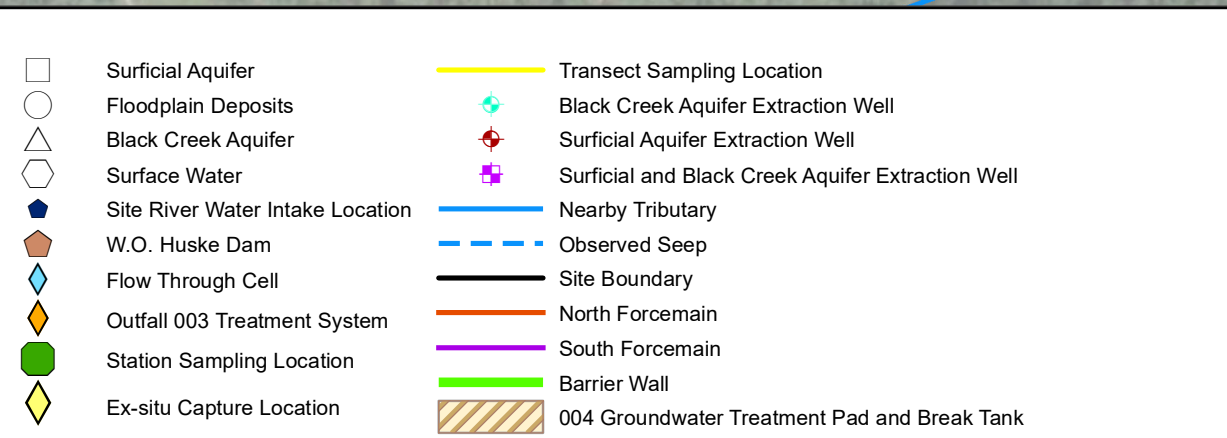 Surficial Aquifer
Floodplain Deposits
Black Creek Aquifer
Surface Water
Site River Water Intake Location
W.O. Huske Dam
Flow Through Cell
Outfall 003 Treatment System
Station Sampling Location
Ex-situ Capture Location
Transect Sampling Location
Black Creek Aquifer Extraction Well
Surficial Aquifer Extraction Well
Surficial and Black Creek Aquifer Extraction Well
Nearby Tributary
Observed Seep
Site Boundary
North Forcemain
South Forcemain
Barrier Wall
004 Groundwater Treatment Pad and Break Tank